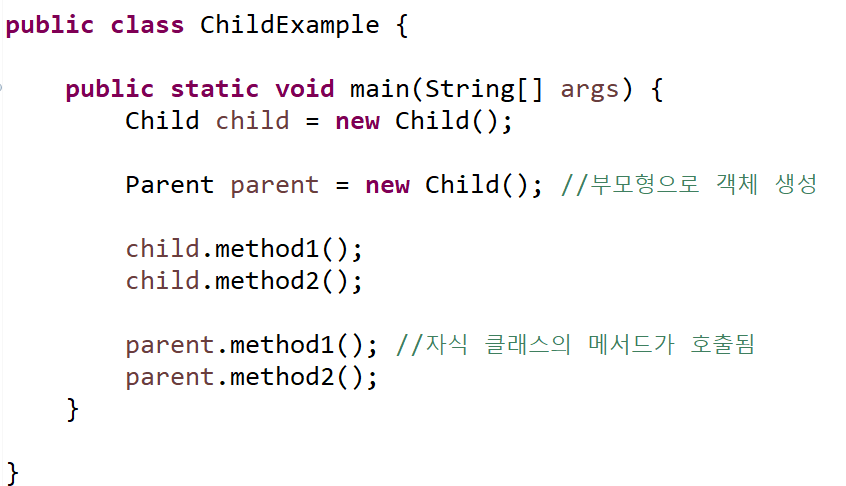 public class ChildExample {
public static void main(String[] args) {
Child child = new Child();
Parent parent = new Child(); //부모형으로 객체 생성
child.method1();
child.method2();
parent.method1(); //자식 클래스의 메서드가 호출됨
parent.method2();
}
}